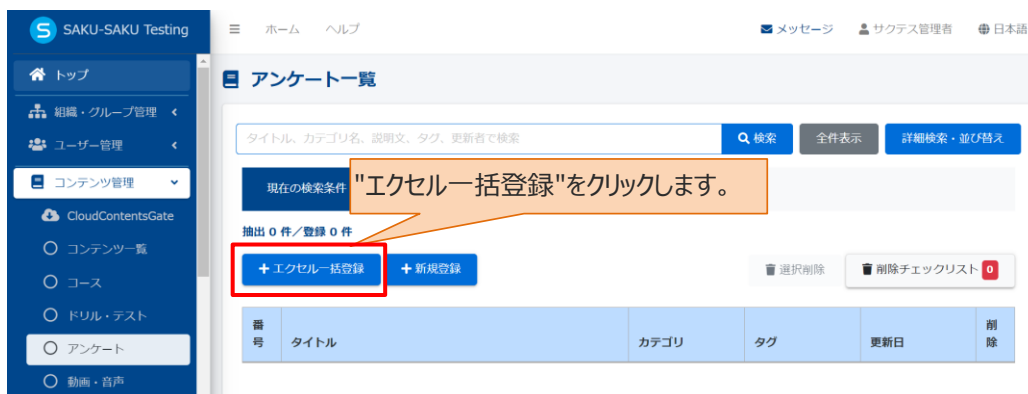 SAKU-SAKU Testing
ホーム ヘルプ
メッセージ サクテス管理者 日本語
トップ
アンケート一覧
組織・グループ管理
ユーザー管理
コンテンツ管理
CloudContentsGate
コンテンツ一覧
コース
ドリル・テスト
アンケート
動画・音声
タイトル、カテゴリ名、説明文、タグ、更新者で検索
検索 全件表示 詳細検索・並び替え
現在の検索条件
"エクセル一括登録"をクリックします。
抽出 0 件／登録 0 件
+エクセル一括登録 +新規登録
選択削除 削除チェックリスト 0
番号 タイトル カテゴリ タグ 更新日 削除